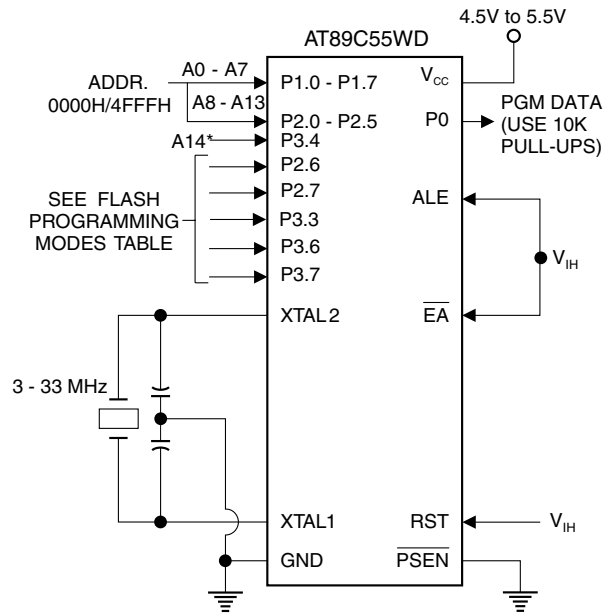 4.5V to 5.5V
AT89C55WD
ADDR.
0000H/4FFFH
A0 - A7
A8 - A13
A14*
P1.0 - P1.7
P2.0 - P2.5
P3.4
P2.6
P2.7
P3.3
P3.6
P3.7
SEE FLASH
PROGRAMMING
MODES TABLE
VCC
P0
PGM DATA
(USE 10K
PULL-UPS)
ALE
VIH
EA
XTAL2
3 - 33 MHz
XTAL1
RST
VIH
GND
PSEN